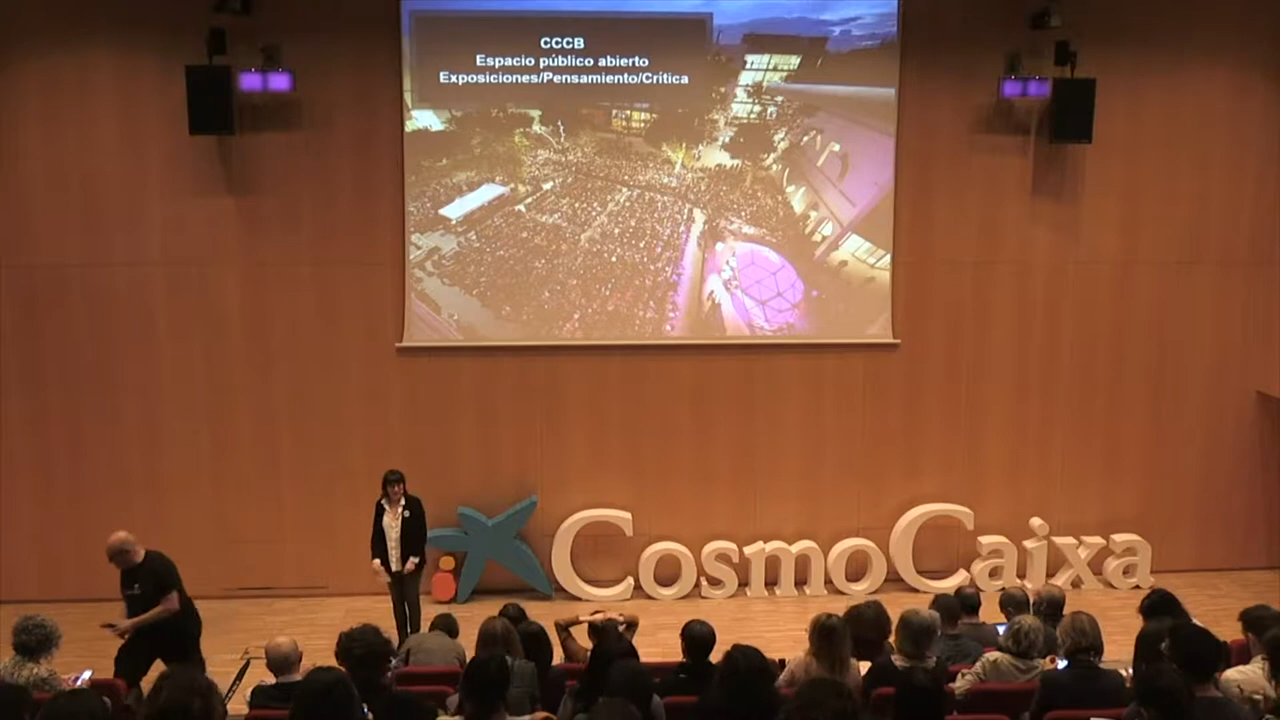 CCCB
Espacio público abierto
Exposiciones/Pensamiento/Crítica
CosmoCaixa